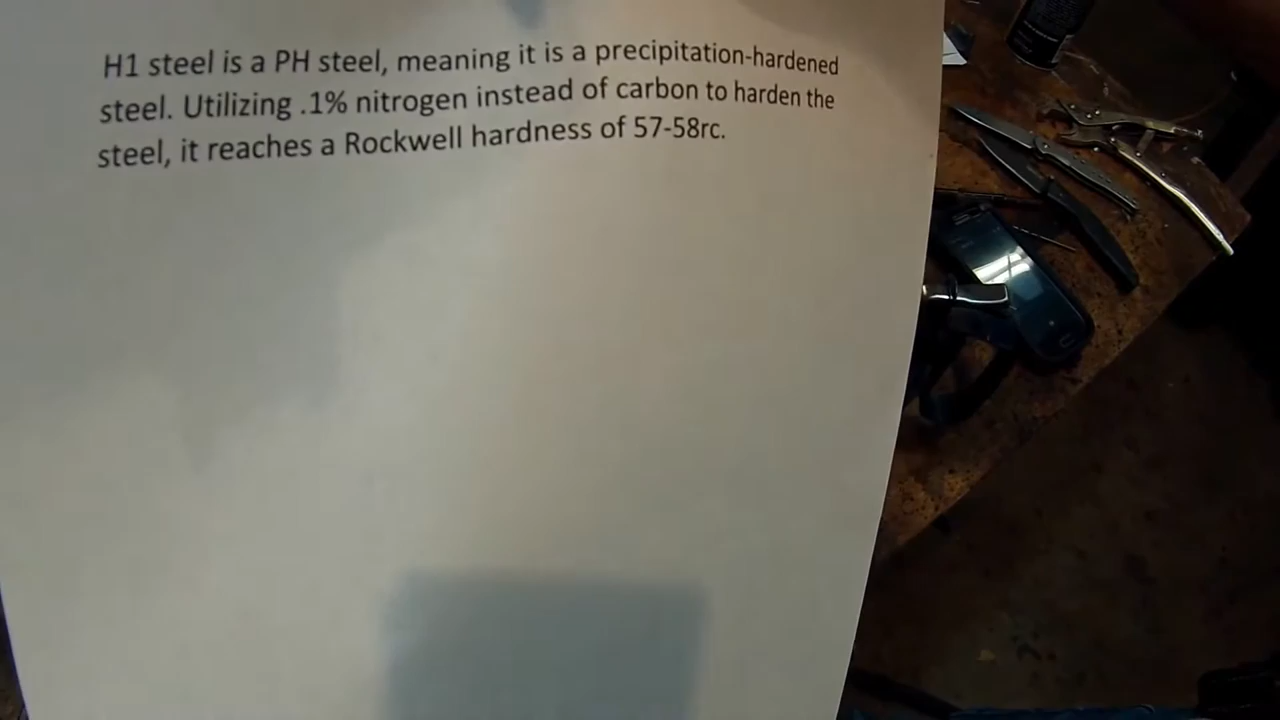 H1 steel is a PH steel, meaning it is a precipitation-hardened
steel. Utilizing .1% nitrogen instead of carbon to harden the
steel, it reaches a Rockwell hardness of 57-58rc.